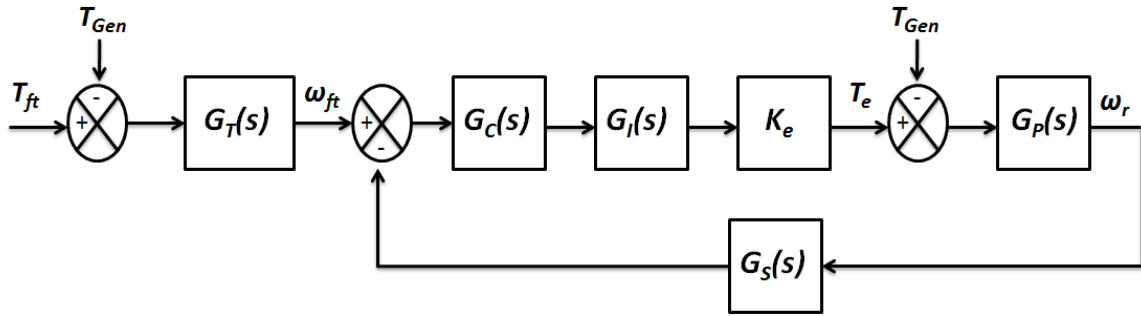 T_Gen
T_Gen
T_ft
+
-
G_T(s)
ω_ft
+
-
G_C(s)
G_I(s)
K_e
T_e
+
-
G_P(s)
ω_r
G_S(s)